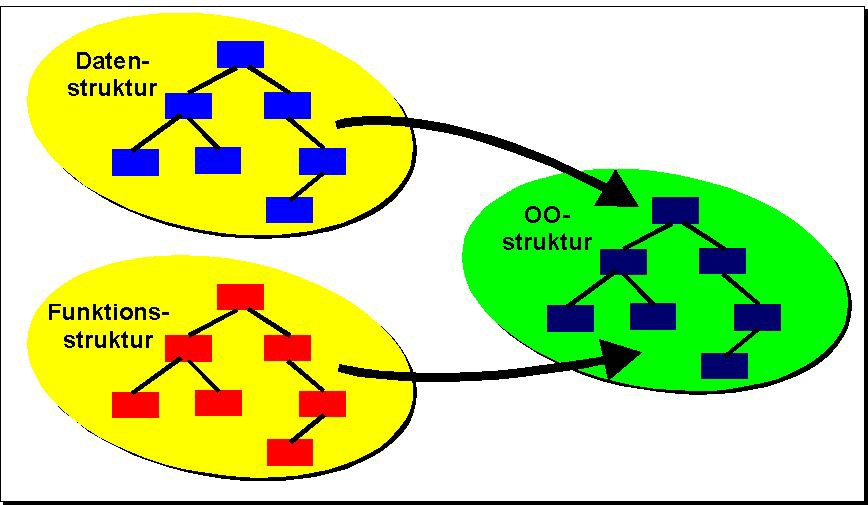 Daten-
struktur
OO-
struktur
Funktions-
struktur